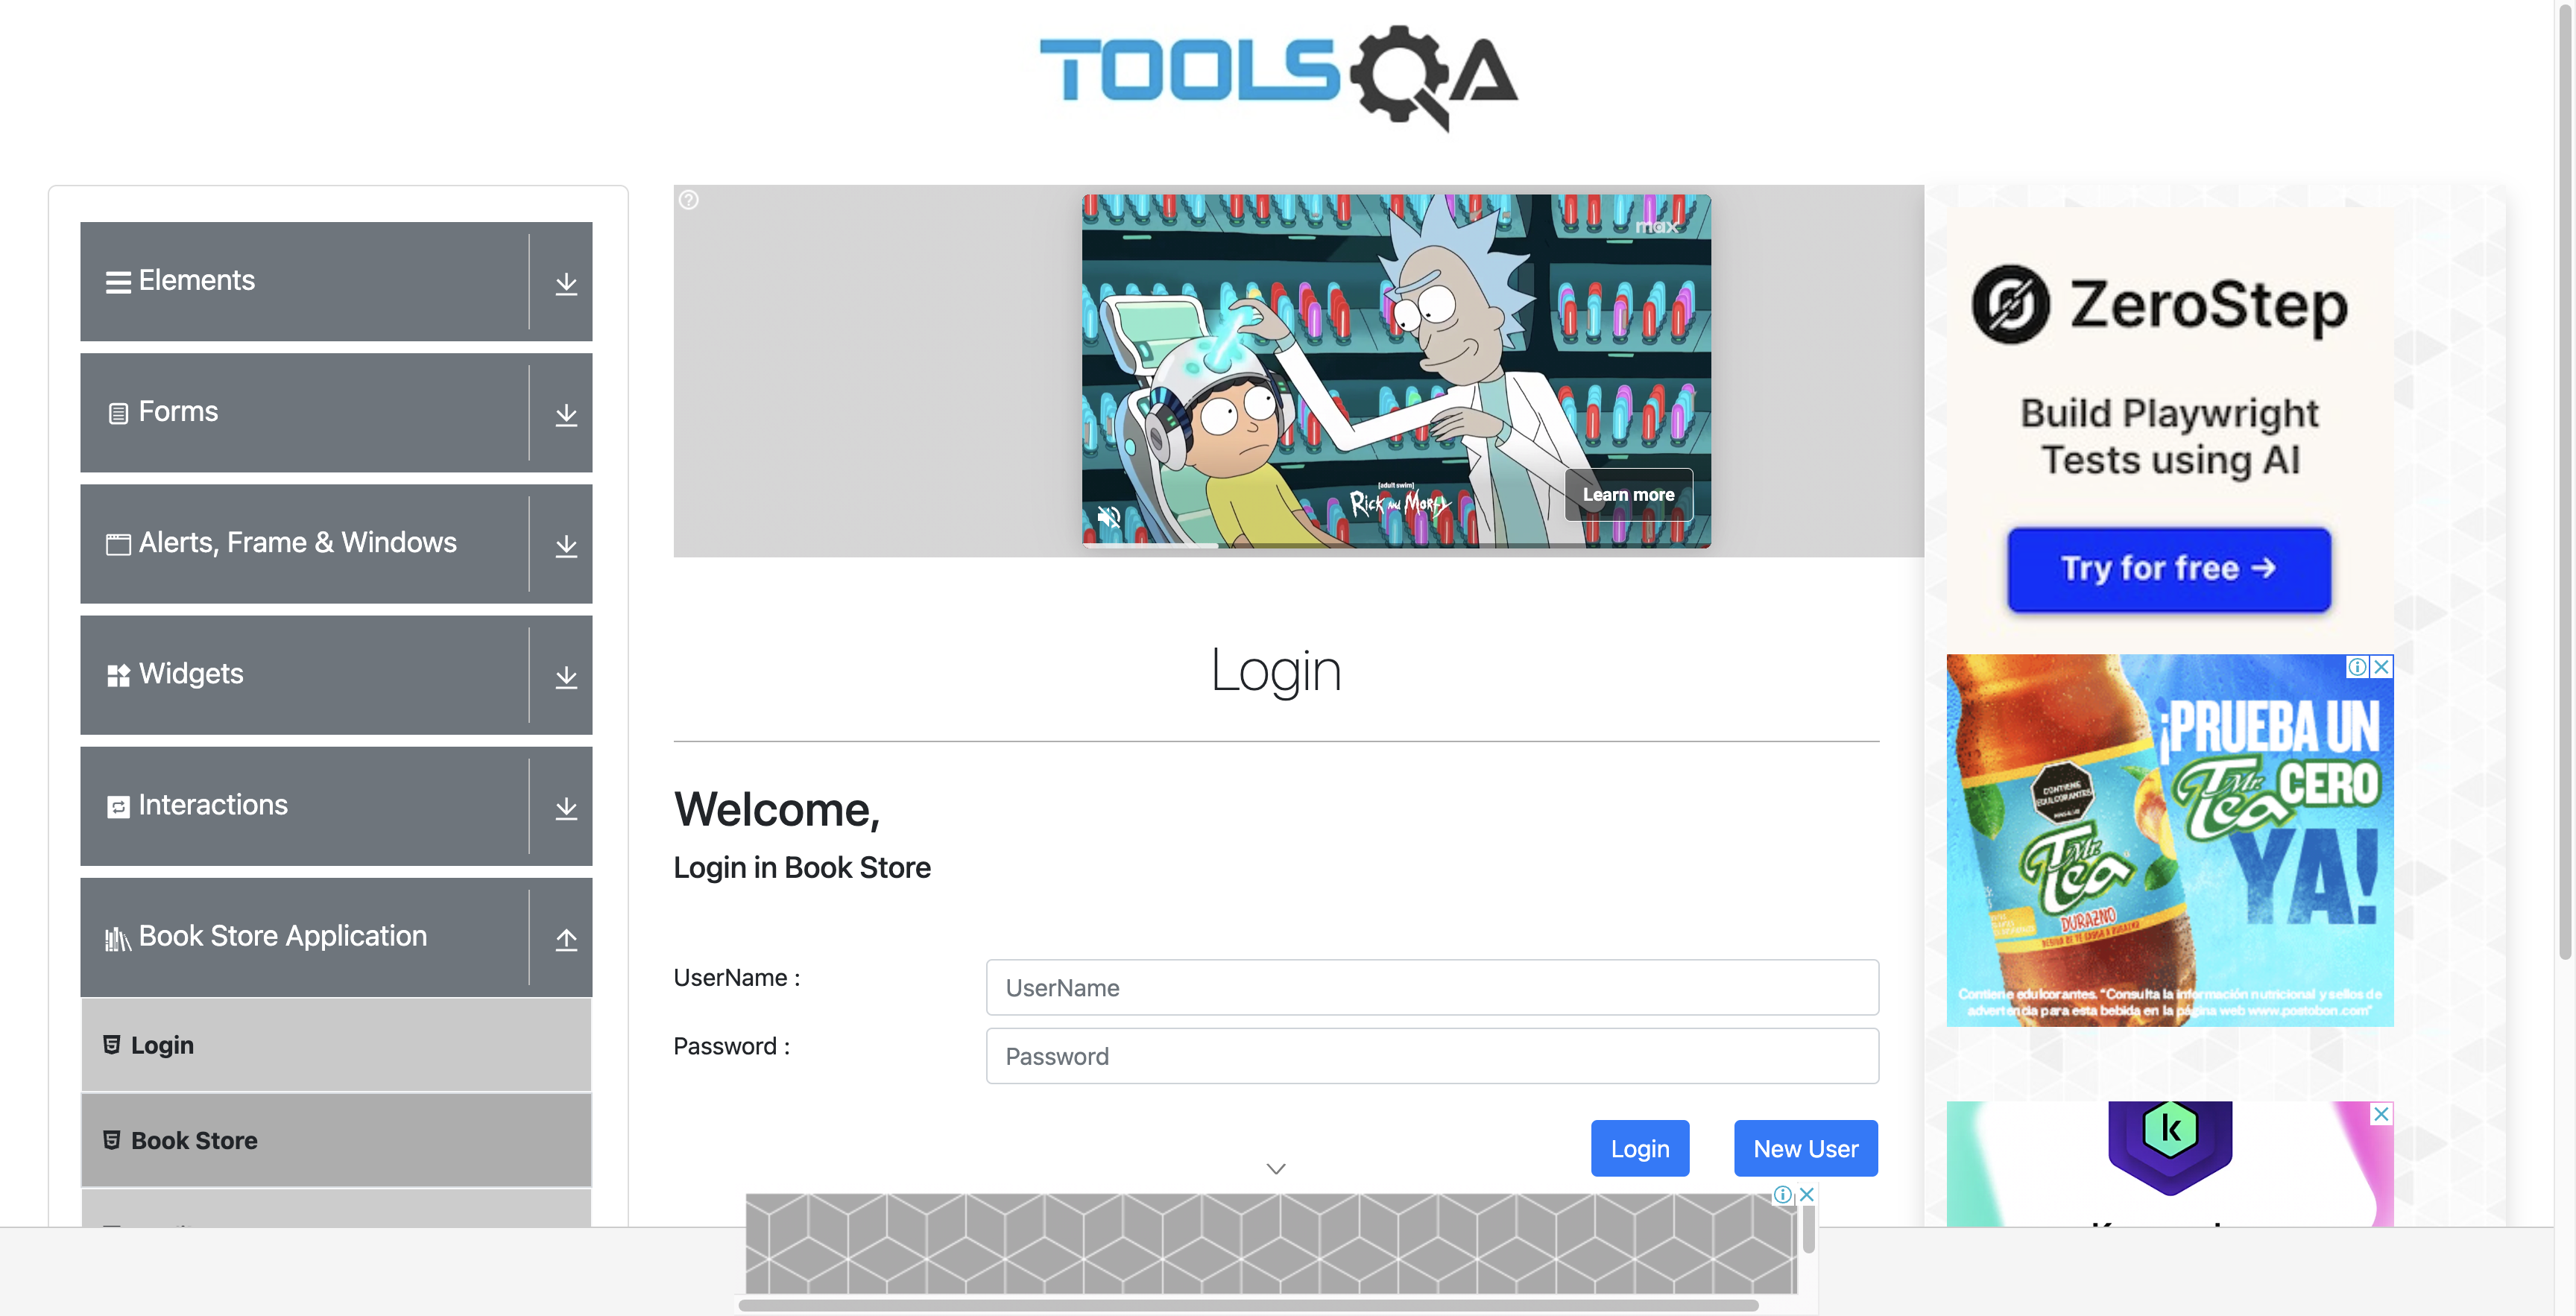 TOOLSQA
Elements
Forms
Alerts, Frame & Windows
Widgets
Interactions
Book Store Application
Login
Book Store
max
[adult swim]
Rick and Morty
Learn more
Login
Welcome,
Login in Book Store
UserName :
UserName
Password :
Password
Login
New User
ZeroStep
Build Playwright
Tests using AI
Try for free →
¡PRUEBA UN
Mr. Tea CERO
YA!
CONTIENE
EDULCORANTES
Mr. Tea
DURAZNO
Contiene edulcorantes. "Consulta la información nutricional y sellos de
advertencia para esta bebida en la página web www.postobon.com"
k